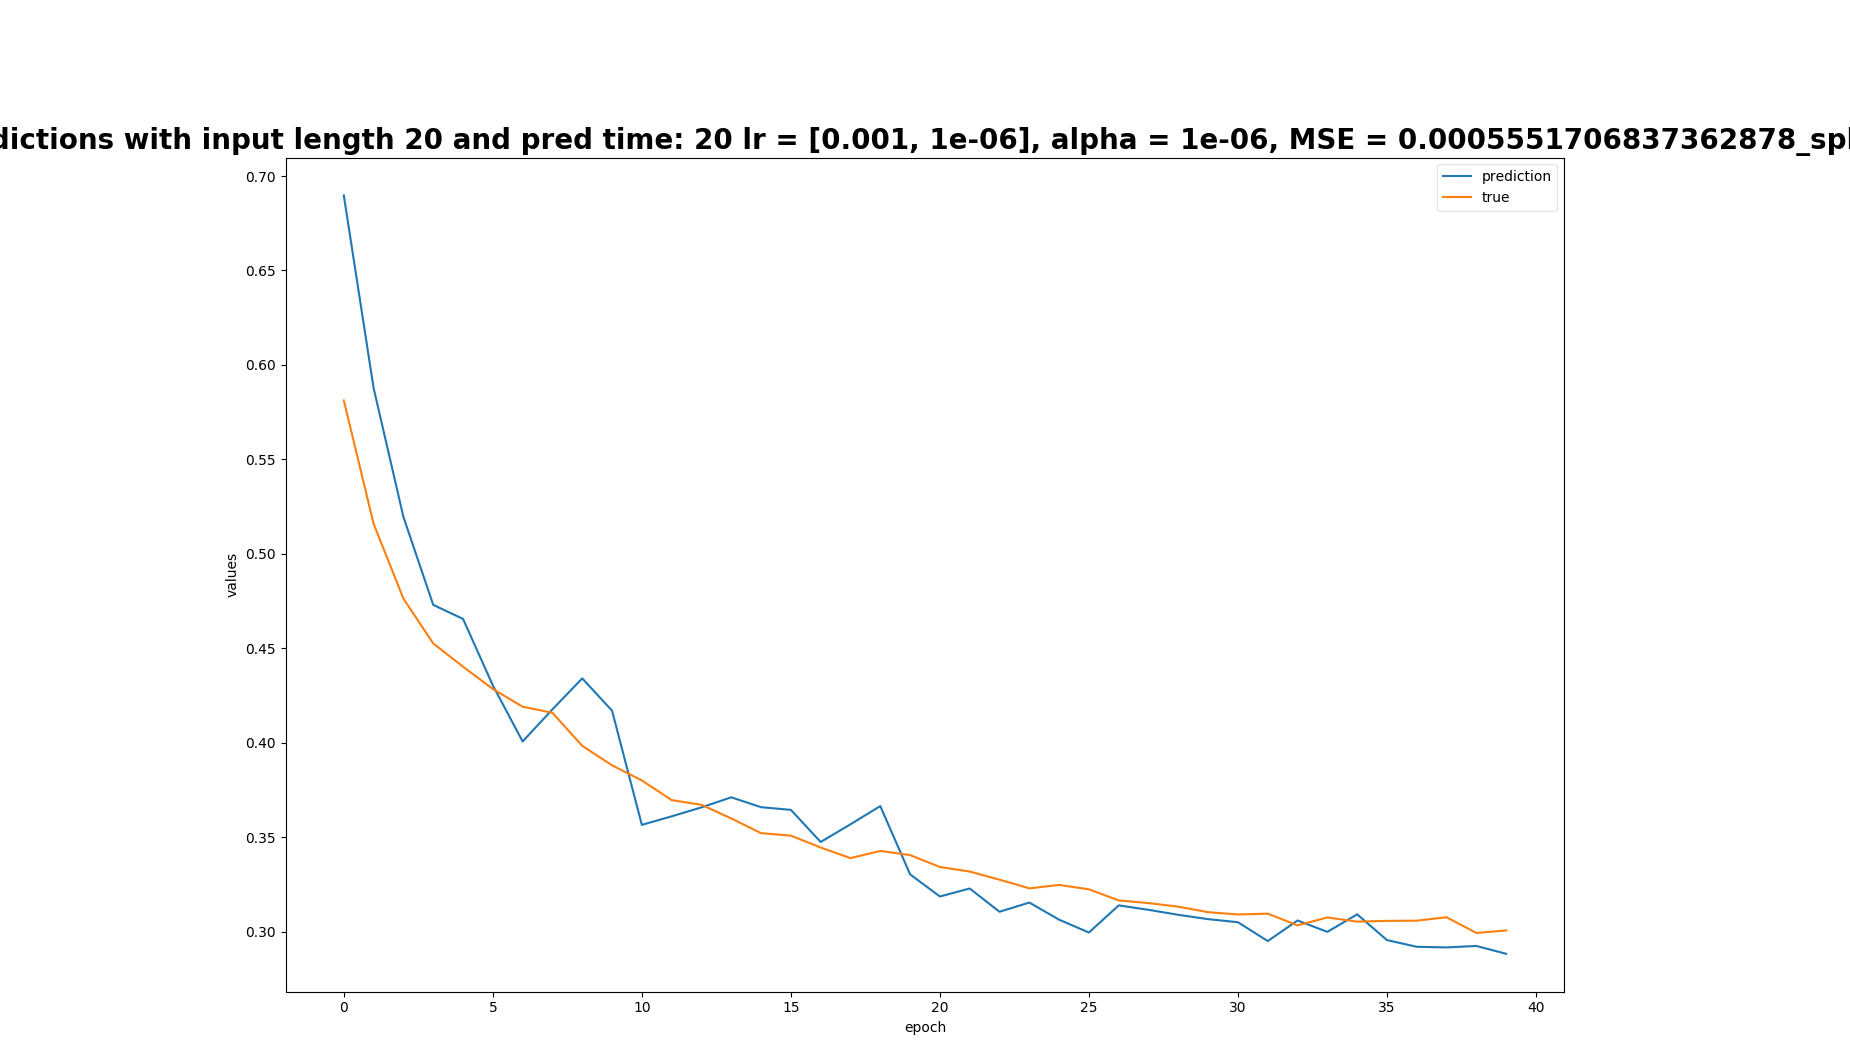 dictions with input length 20 and pred time: 20 lr = [0.001, 1e-06], alpha = 1e-06, MSE = 0.0005551706837362878_spl
prediction
true
0.70
0.65
0.60
0.55
0.50
0.45
0.40
0.35
0.30
values
0 5 10 15 20 25 30 35 40
epoch